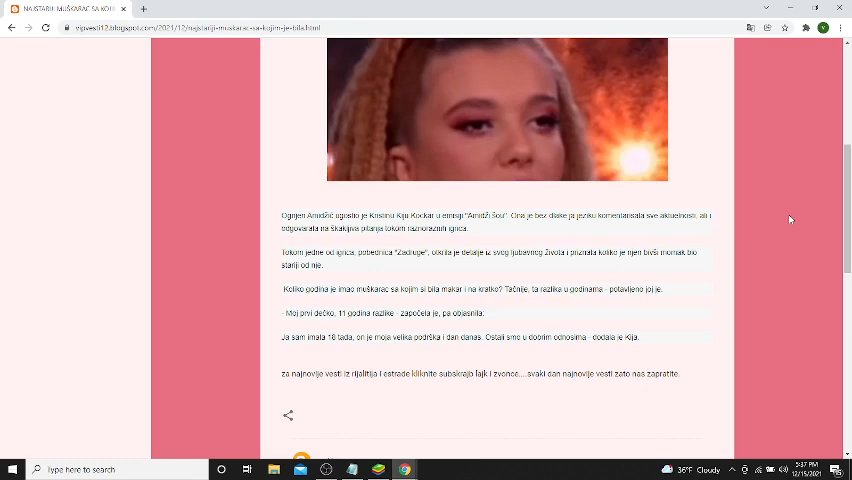 NAJSTARIJI MUŠKARAC SA KOJI
vipvesti12.blogspot.com/2021/12/najstariji-muskarac-sa-kojim-je-bila.html
V
Ognjen Amidžić ugostio je Kristinu Kiju Kockar u emisiji "Amidži šou". Ona je bez dlake ja jeziku komentarisala sve aktuelnosti, ali i
odgovarala na škakljiva pitanja tokom raznoraznih igrica.
Tokom jedne od igrica, pobednica "Zadruge", otkrila je detalje iz svog ljubavnog života i priznala koliko je njen bivši momak bio
stariji od nje.
Koliko godina je imao muškarac sa kojim si bila makar i na kratko? Tačnije, ta razlika u godinama - potavljeno joj je.
- Moj prvi dečko, 11 godina razlike - započela je, pa objasnila:
Ja sam imala 18 tada, on je moja velika podrška i dan danas. Ostali smo u dobrim odnosima - dodala je Kija.
za najnovije vesti iz rijalitija i estrade kliknite subskrajb lajk i zvonce....svaki dan najnovije vesti zato nas zapratite.
Type here to search
36°F Cloudy
5:37 PM
12/15/2021